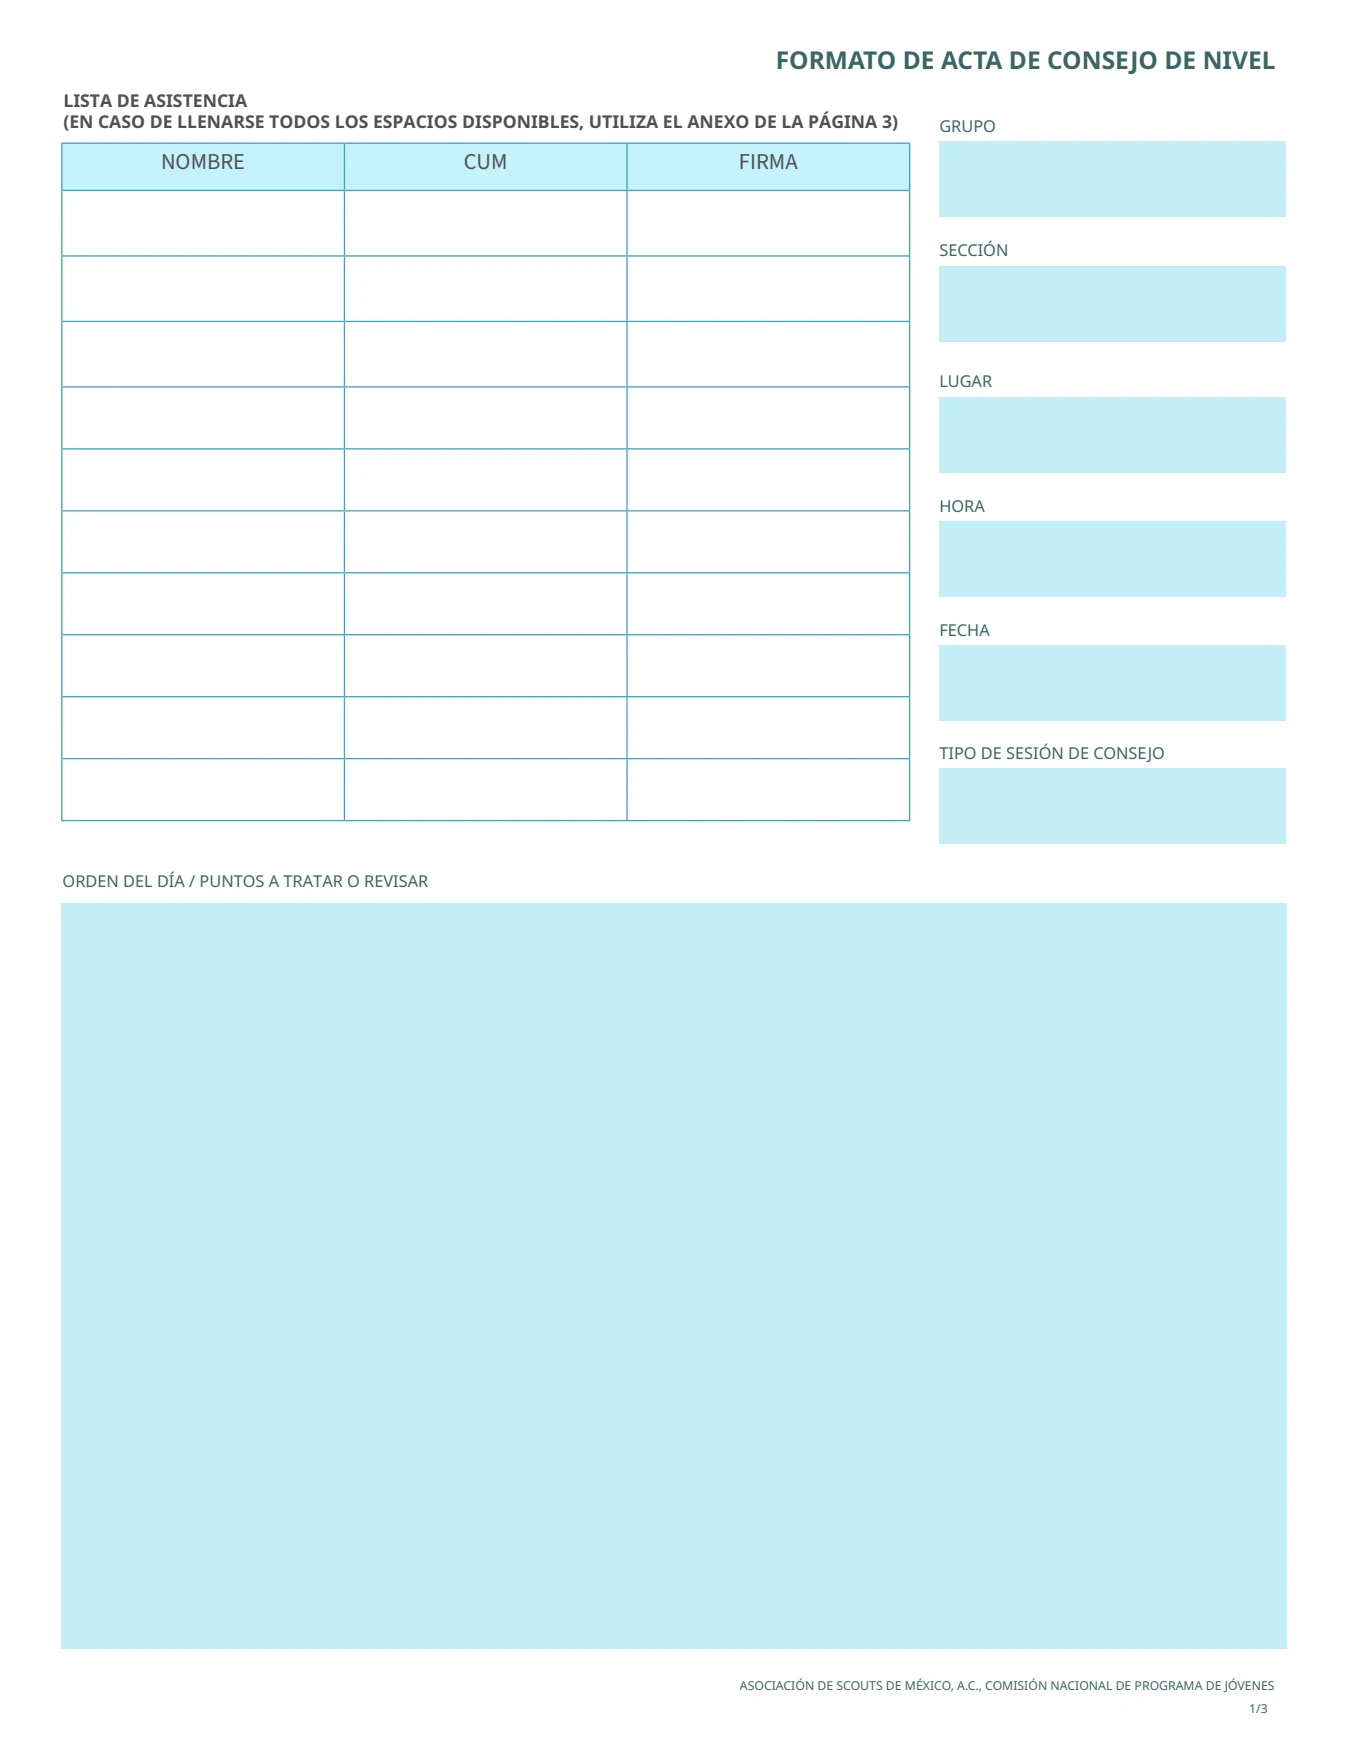 FORMATO DE ACTA DE CONSEJO DE NIVEL
LISTA DE ASISTENCIA
(EN CASO DE LLENARSE TODOS LOS ESPACIOS DISPONIBLES, UTILIZA EL ANEXO DE LA PÁGINA 3)
NOMBRE CUM FIRMA
GRUPO
SECCIÓN
LUGAR
HORA
FECHA
TIPO DE SESIÓN DE CONSEJO
ORDEN DEL DÍA / PUNTOS A TRATAR O REVISAR
ASOCIACIÓN DE SCOUTS DE MÉXICO, A.C., COMISIÓN NACIONAL DE PROGRAMA DE JÓVENES
1/3